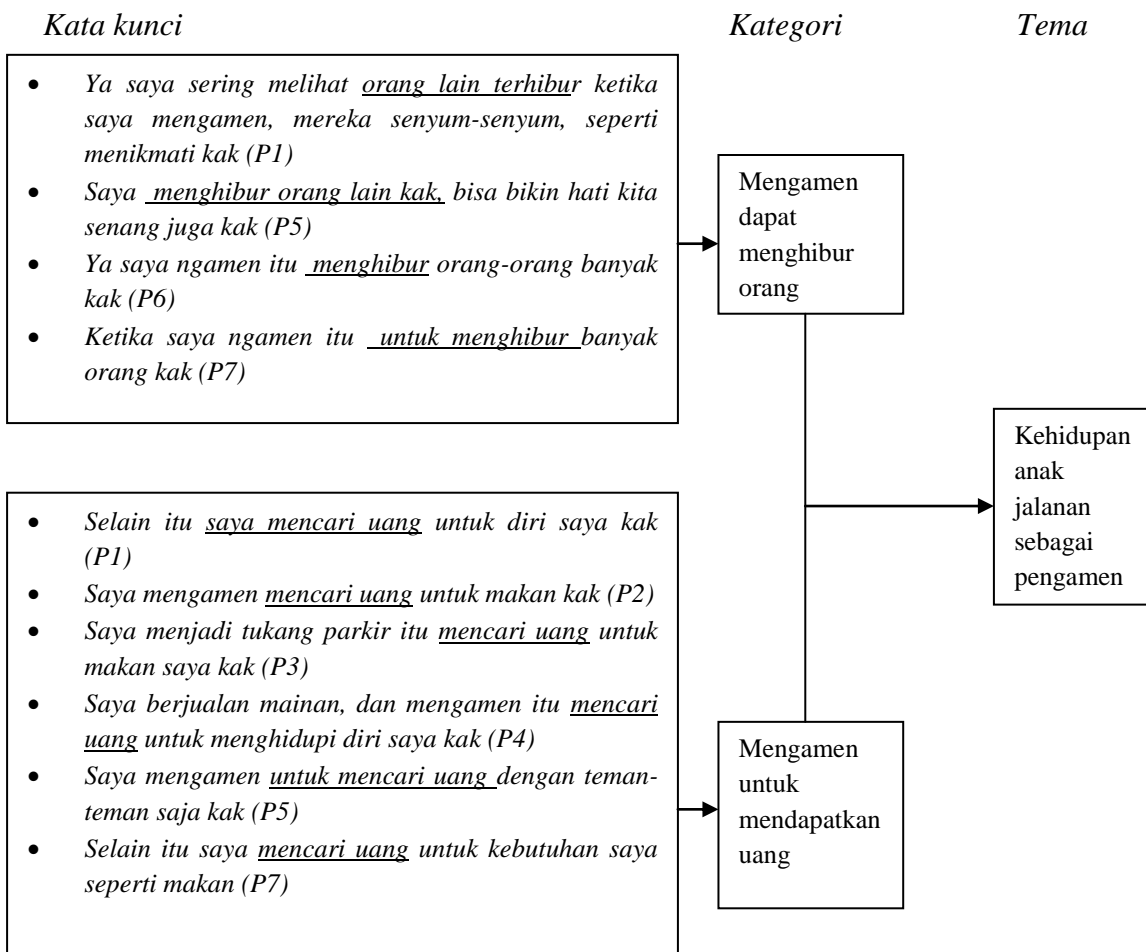 Kata kunci
Kategori
Tema
• Ya saya sering melihat orang lain terhibur ketika
saya mengamen, mereka senyum-senyum, seperti
menikmati kak (P1)
• Saya menghibur orang lain kak, bisa bikin hati kita
senang juga kak (P5)
• Ya saya ngamen itu menghibur orang-orang banyak
kak (P6)
• Ketika saya ngamen itu untuk menghibur banyak
orang kak (P7)
Mengamen
dapat
menghibur
orang
• Selain itu saya mencari uang untuk diri saya kak
(P1)
• Saya mengamen mencari uang untuk makan kak (P2)
• Saya menjadi tukang parkir itu mencari uang untuk
makan saya kak (P3)
• Saya berjualan mainan, dan mengamen itu mencari
uang untuk menghidupi diri saya kak (P4)
• Saya mengamen untuk mencari uang dengan teman-
teman saja kak (P5)
• Selain itu saya mencari uang untuk kebutuhan saya
seperti makan (P7)
Mengamen
untuk
mendapatkan
uang
Kehidupan
anak
jalanan
sebagai
pengamen